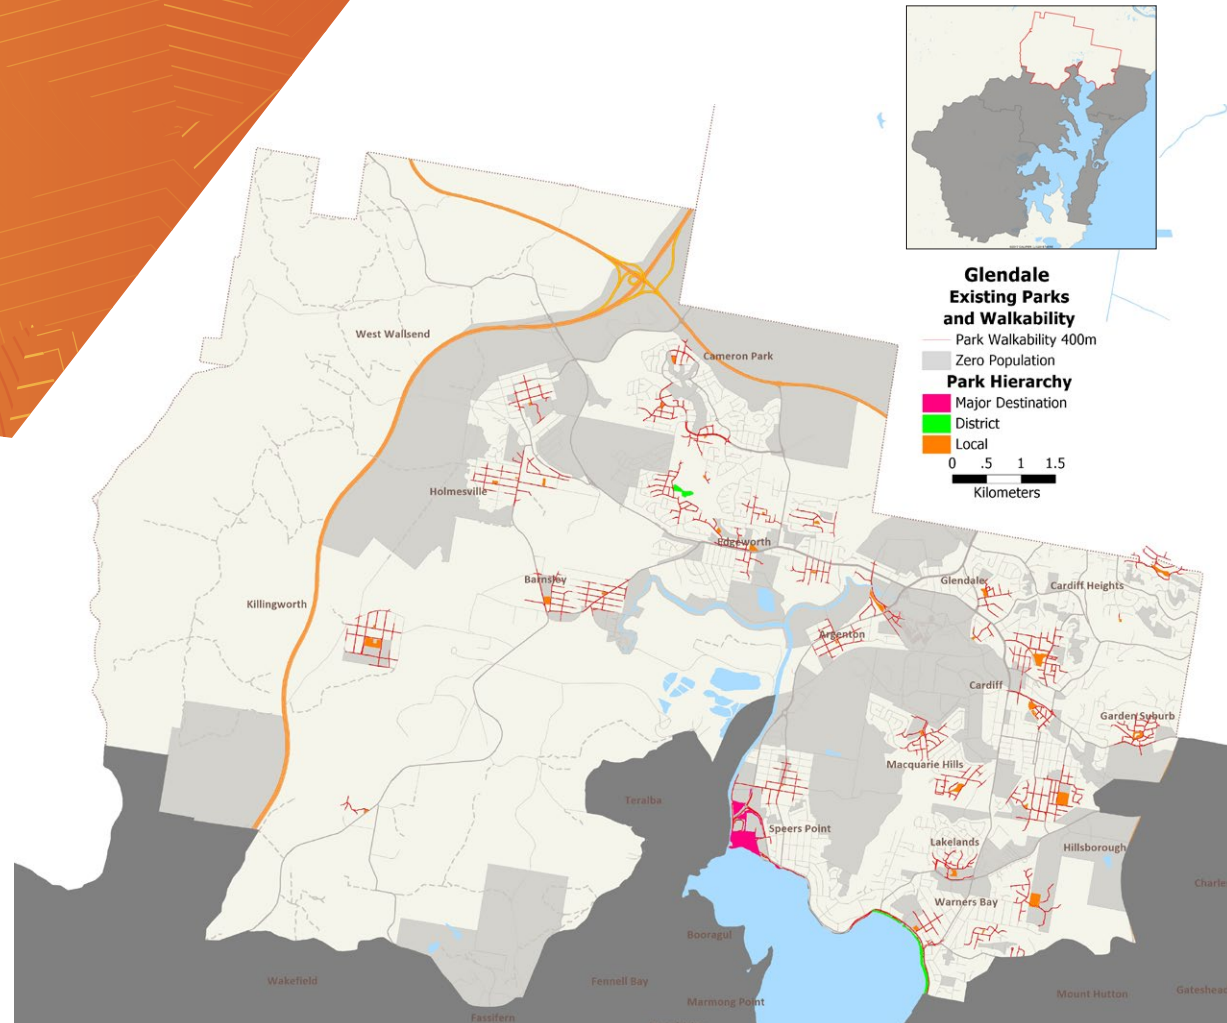 Glendale
Existing Parks
and Walkability
Park Walkability 400m
Zero Population
Park Hierarchy
Major Destination
District
Local
0 .5 1 1.5
Kilometers
West Wallsend
Cameron Park
Holmesville
Edgeworth
Barnsley
Glendale
Cardiff Heights
Killingworth
Argenton
Cardiff
Garden Suburb
Macquarie Hills
Teralba
Speers Point
Lakelands
Hillsborough
Charle
Warners Bay
Booragul
Wakefield
Fennell Bay
Mount Hutton
Gateshead
Marmong Point
Fassifern